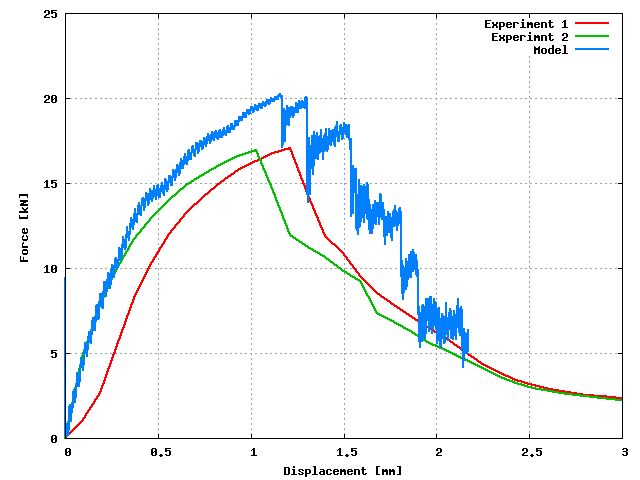 25
20
15
10
5
0
Force [kN]
Experiment 1
Experimnt 2
Model
0 0.5 1 1.5 2 2.5 3
Displacement [mm]